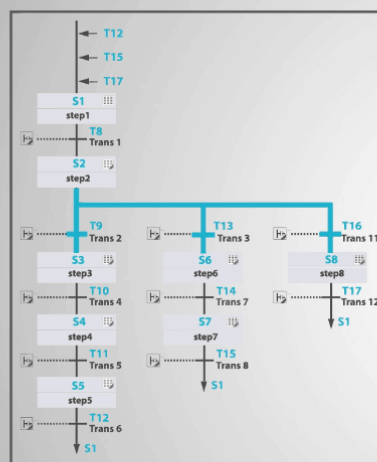 T12
T15
T17
S1
step1
T8
Trans 1
S2
step2
T9
Trans 2
T13
Trans 3
T16
Trans 11
S3
step3
S6
step6
S8
step8
T10
Trans 4
T14
Trans 7
T17
Trans 12
S4
step4
S7
step7
S1
T11
Trans 5
T15
Trans 8
S5
step5
S1
T12
Trans 6
S1